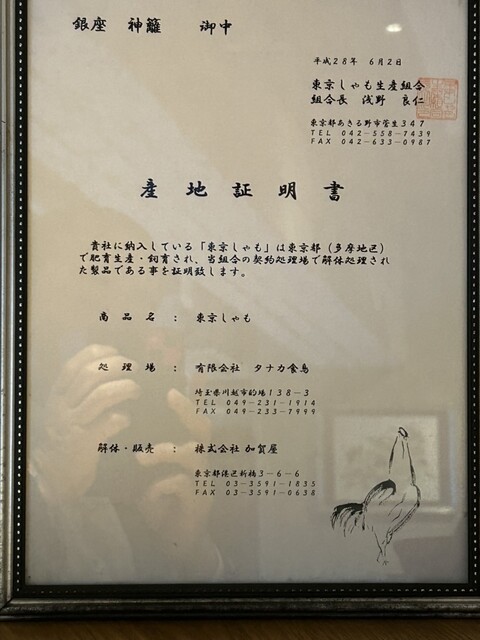 銀座 神籬 御中
平成28年 6月2日
東京しゃも生産組合
組合長 浅野 良仁
東京都あきる野市菅生347
TEL 042-558-7439
FAX 042-633-0987
産地証明書
貴社に納入している「東京しゃも」は東京都（多摩地区）
で肥育生産・飼育され、当組合の契約処理場で解体処理され
た製品である事を証明致します。
商品名 ： 東京しゃも
処理場 ： 有限会社 タナカ食鳥
埼玉県川越市的場138-3
TEL 049-231-1914
FAX 049-233-7999
解体・販売 ： 株式会社 加賀屋
東京都港区新橋3-6-6
TEL 03-3591-1835
FAX 03-3591-0638